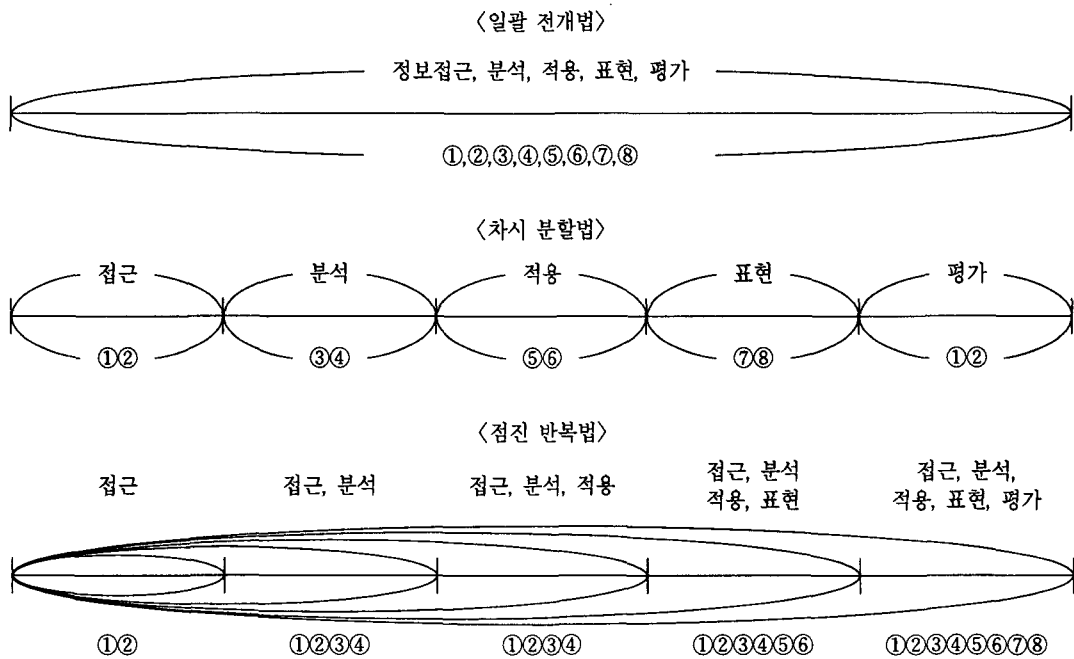 〈일괄 전개법〉
정보접근, 분석, 적용, 표현, 평가
①,②,③,④,⑤,⑥,⑦,⑧
〈차시 분할법〉
접근 분석 적용 표현 평가
①② ③④ ⑤⑥ ⑦⑧ ①②
〈점진 반복법〉
접근 접근, 분석 접근, 분석, 적용 접근, 분석 접근, 분석,
적용, 표현 적용, 표현, 평가
①② ①②③④ ①②③④ ①②③④⑤⑥ ①②③④⑤⑥⑦⑧